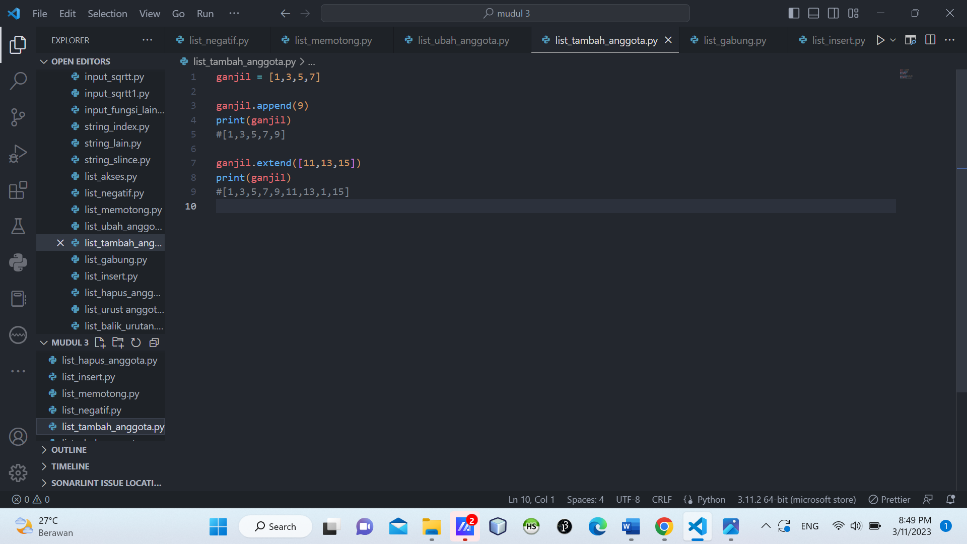 File Edit Selection View Go Run ··· mudul 3
EXPLORER ···
list_negatif.py list_memotong.py list_ubah_anggota.py list_tambah_anggota.py list_gabung.py list_insert.py
OPEN EDITORS
input_sqrtt.py
input_sqrtt1.py
input_fungsi_lain...
string_index.py
string_lain.py
string_slince.py
list_akses.py
list_negatif.py
list_memotong.py
list_ubah_anggo...
list_tambah_ang...
list_gabung.py
list_insert.py
list_hapus_angg...
list_urust anggot...
list_balik_urutan....
MUDUL 3
list_hapus_anggota.py
list_insert.py
list_memotong.py
list_negatif.py
list_tambah_anggota.py
OUTLINE
TIMELINE
SONARLINT ISSUE LOCATI...
list_tambah_anggota.py > ...
1 ganjil = [1,3,5,7]
2
3 ganjil.append(9)
4 print(ganjil)
5 #[1,3,5,7,9]
6
7 ganjil.extend([11,13,15])
8 print(ganjil)
9 #[1,3,5,7,9,11,13,1,15]
10
0 0 Ln 10, Col 1 Spaces: 4 UTF-8 CRLF Python 3.11.2 64-bit (microsoft store) Prettier
27°C
Berawan
Search
2
HS
ENG
8:49 PM
3/11/2023
1